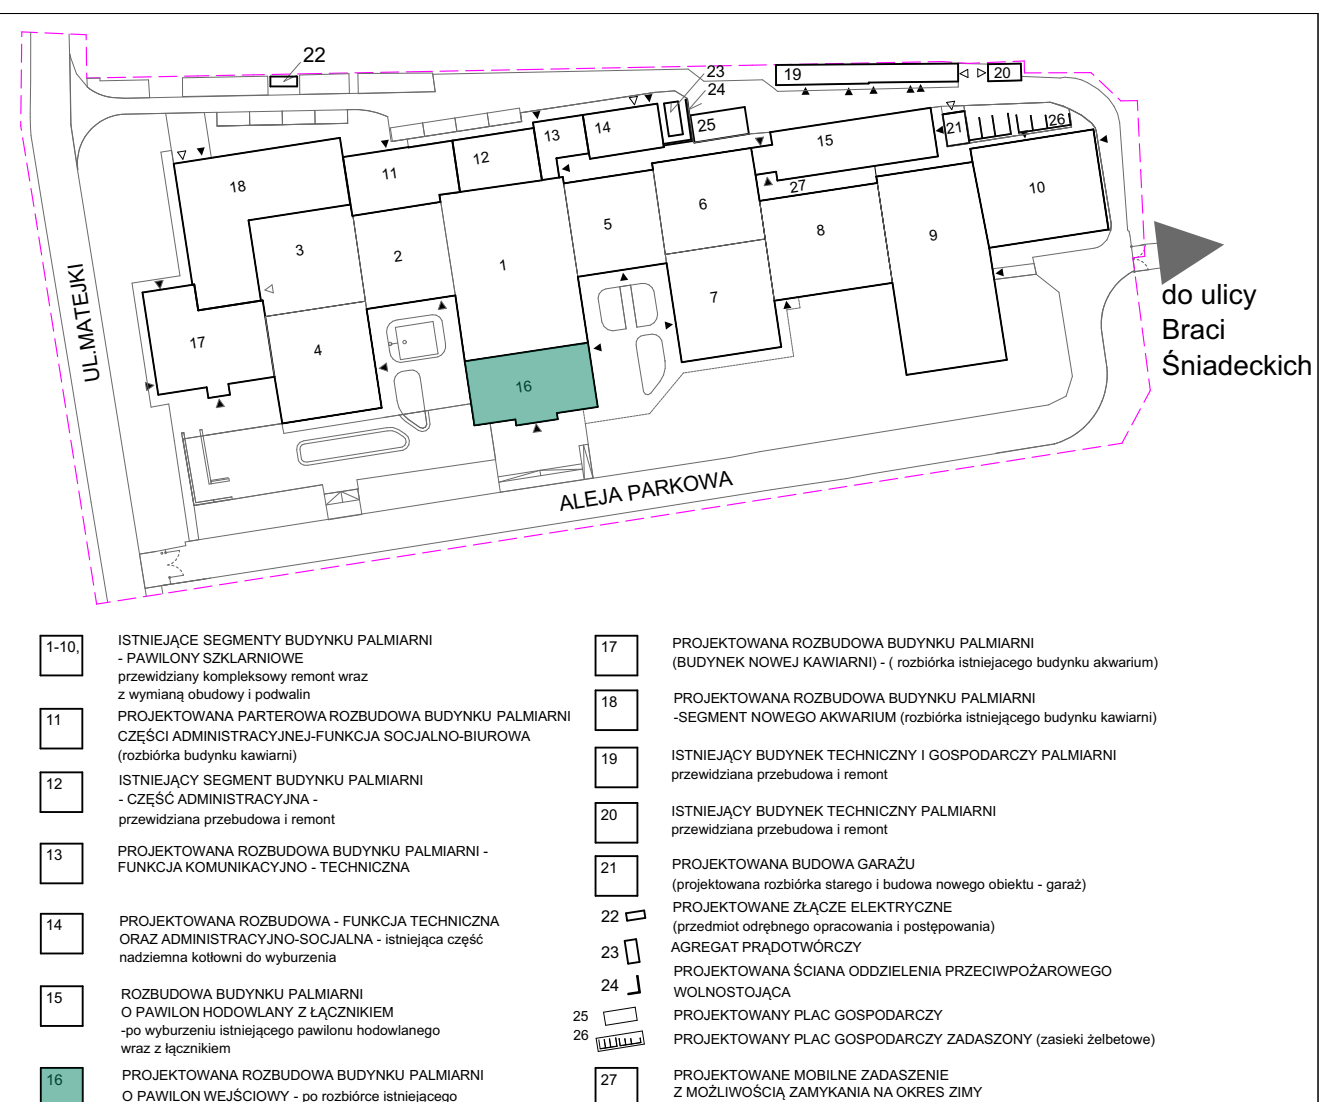 22
23
24
19
20
18
11
12
13
14
25
15
21
26
3
2
1
5
6
27
8
9
10
17
4
16
7
UL.MATEJKI
ALEJA PARKOWA
do ulicy
Braci
Śniadeckich
1-10,
ISTNIEJĄCE SEGMENTY BUDYNKU PALMIARNI
- PAWILONY SZKLARNIOWE
przewidziany kompleksowy remont wraz
z wymianą obudowy i podwalin
11
PROJEKTOWANA PARTEROWA ROZBUDOWA BUDYNKU PALMIARNI
CZĘŚCI ADMINISTRACYJNEJ-FUNKCJA SOCJALNO-BIUROWA
(rozbiórka budynku kawiarni)
12
ISTNIEJĄCY SEGMENT BUDYNKU PALMIARNI
- CZĘŚĆ ADMINISTRACYJNA -
przewidziana przebudowa i remont
13
PROJEKTOWANA ROZBUDOWA BUDYNKU PALMIARNI -
FUNKCJA KOMUNIKACYJNO - TECHNICZNA
14
PROJEKTOWANA ROZBUDOWA - FUNKCJA TECHNICZNA
ORAZ ADMINISTRACYJNO-SOCJALNA - istniejąca część
nadziemna kotłowni do wyburzenia
15
ROZBUDOWA BUDYNKU PALMIARNI
O PAWILON HODOWLANY Z ŁĄCZNIKIEM
-po wyburzeniu istniejącego pawilonu hodowlanego
wraz z łącznikiem
16
PROJEKTOWANA ROZBUDOWA BUDYNKU PALMIARNI
O PAWILON WEJŚCIOWY - po rozbiórce istniejącego
17
PROJEKTOWANA ROZBUDOWA BUDYNKU PALMIARNI
(BUDYNEK NOWEJ KAWIARNI) - ( rozbiórka istniejacego budynku akwarium)
18
PROJEKTOWANA ROZBUDOWA BUDYNKU PALMIARNI
-SEGMENT NOWEGO AKWARIUM (rozbiórka istniejącego budynku kawiarni)
19
ISTNIEJĄCY BUDYNEK TECHNICZNY I GOSPODARCZY PALMIARNI
przewidziana przebudowa i remont
20
ISTNIEJĄCY BUDYNEK TECHNICZNY PALMIARNI
przewidziana przebudowa i remont
21
PROJEKTOWANA BUDOWA GARAŻU
(projektowana rozbiórka starego i budowa nowego obiektu - garaż)
22
PROJEKTOWANE ZŁĄCZE ELEKTRYCZNE
(przedmiot odrębnego opracowania i postępowania)
23
AGREGAT PRĄDOTWÓRCZY
24
PROJEKTOWANA ŚCIANA ODDZIELENIA PRZECIWPOŻAROWEGO
WOLNOSTOJĄCA
25
PROJEKTOWANY PLAC GOSPODARCZY
26
PROJEKTOWANY PLAC GOSPODARCZY ZADASZONY (zasieki żelbetowe)
27
PROJEKTOWANE MOBILNE ZADASZENIE
Z MOŻLIWOŚCIĄ ZAMYKANIA NA OKRES ZIMY